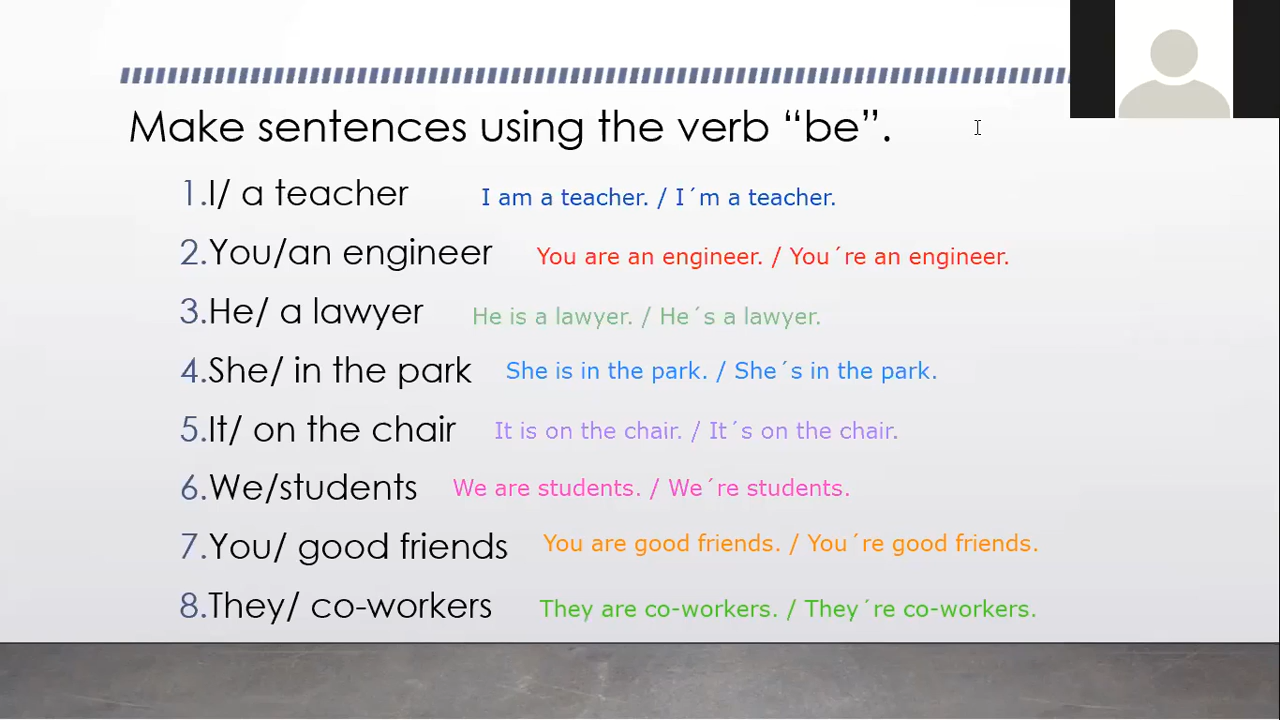 Make sentences using the verb “be”.
1.I/ a teacher I am a teacher. / I´m a teacher.
2.You/an engineer You are an engineer. / You´re an engineer.
3.He/ a lawyer He is a lawyer. / He´s a lawyer.
4.She/ in the park She is in the park. / She´s in the park.
5.It/ on the chair It is on the chair. / It´s on the chair.
6.We/students We are students. / We´re students.
7.You/ good friends You are good friends. / You´re good friends.
8.They/ co-workers They are co-workers. / They´re co-workers.